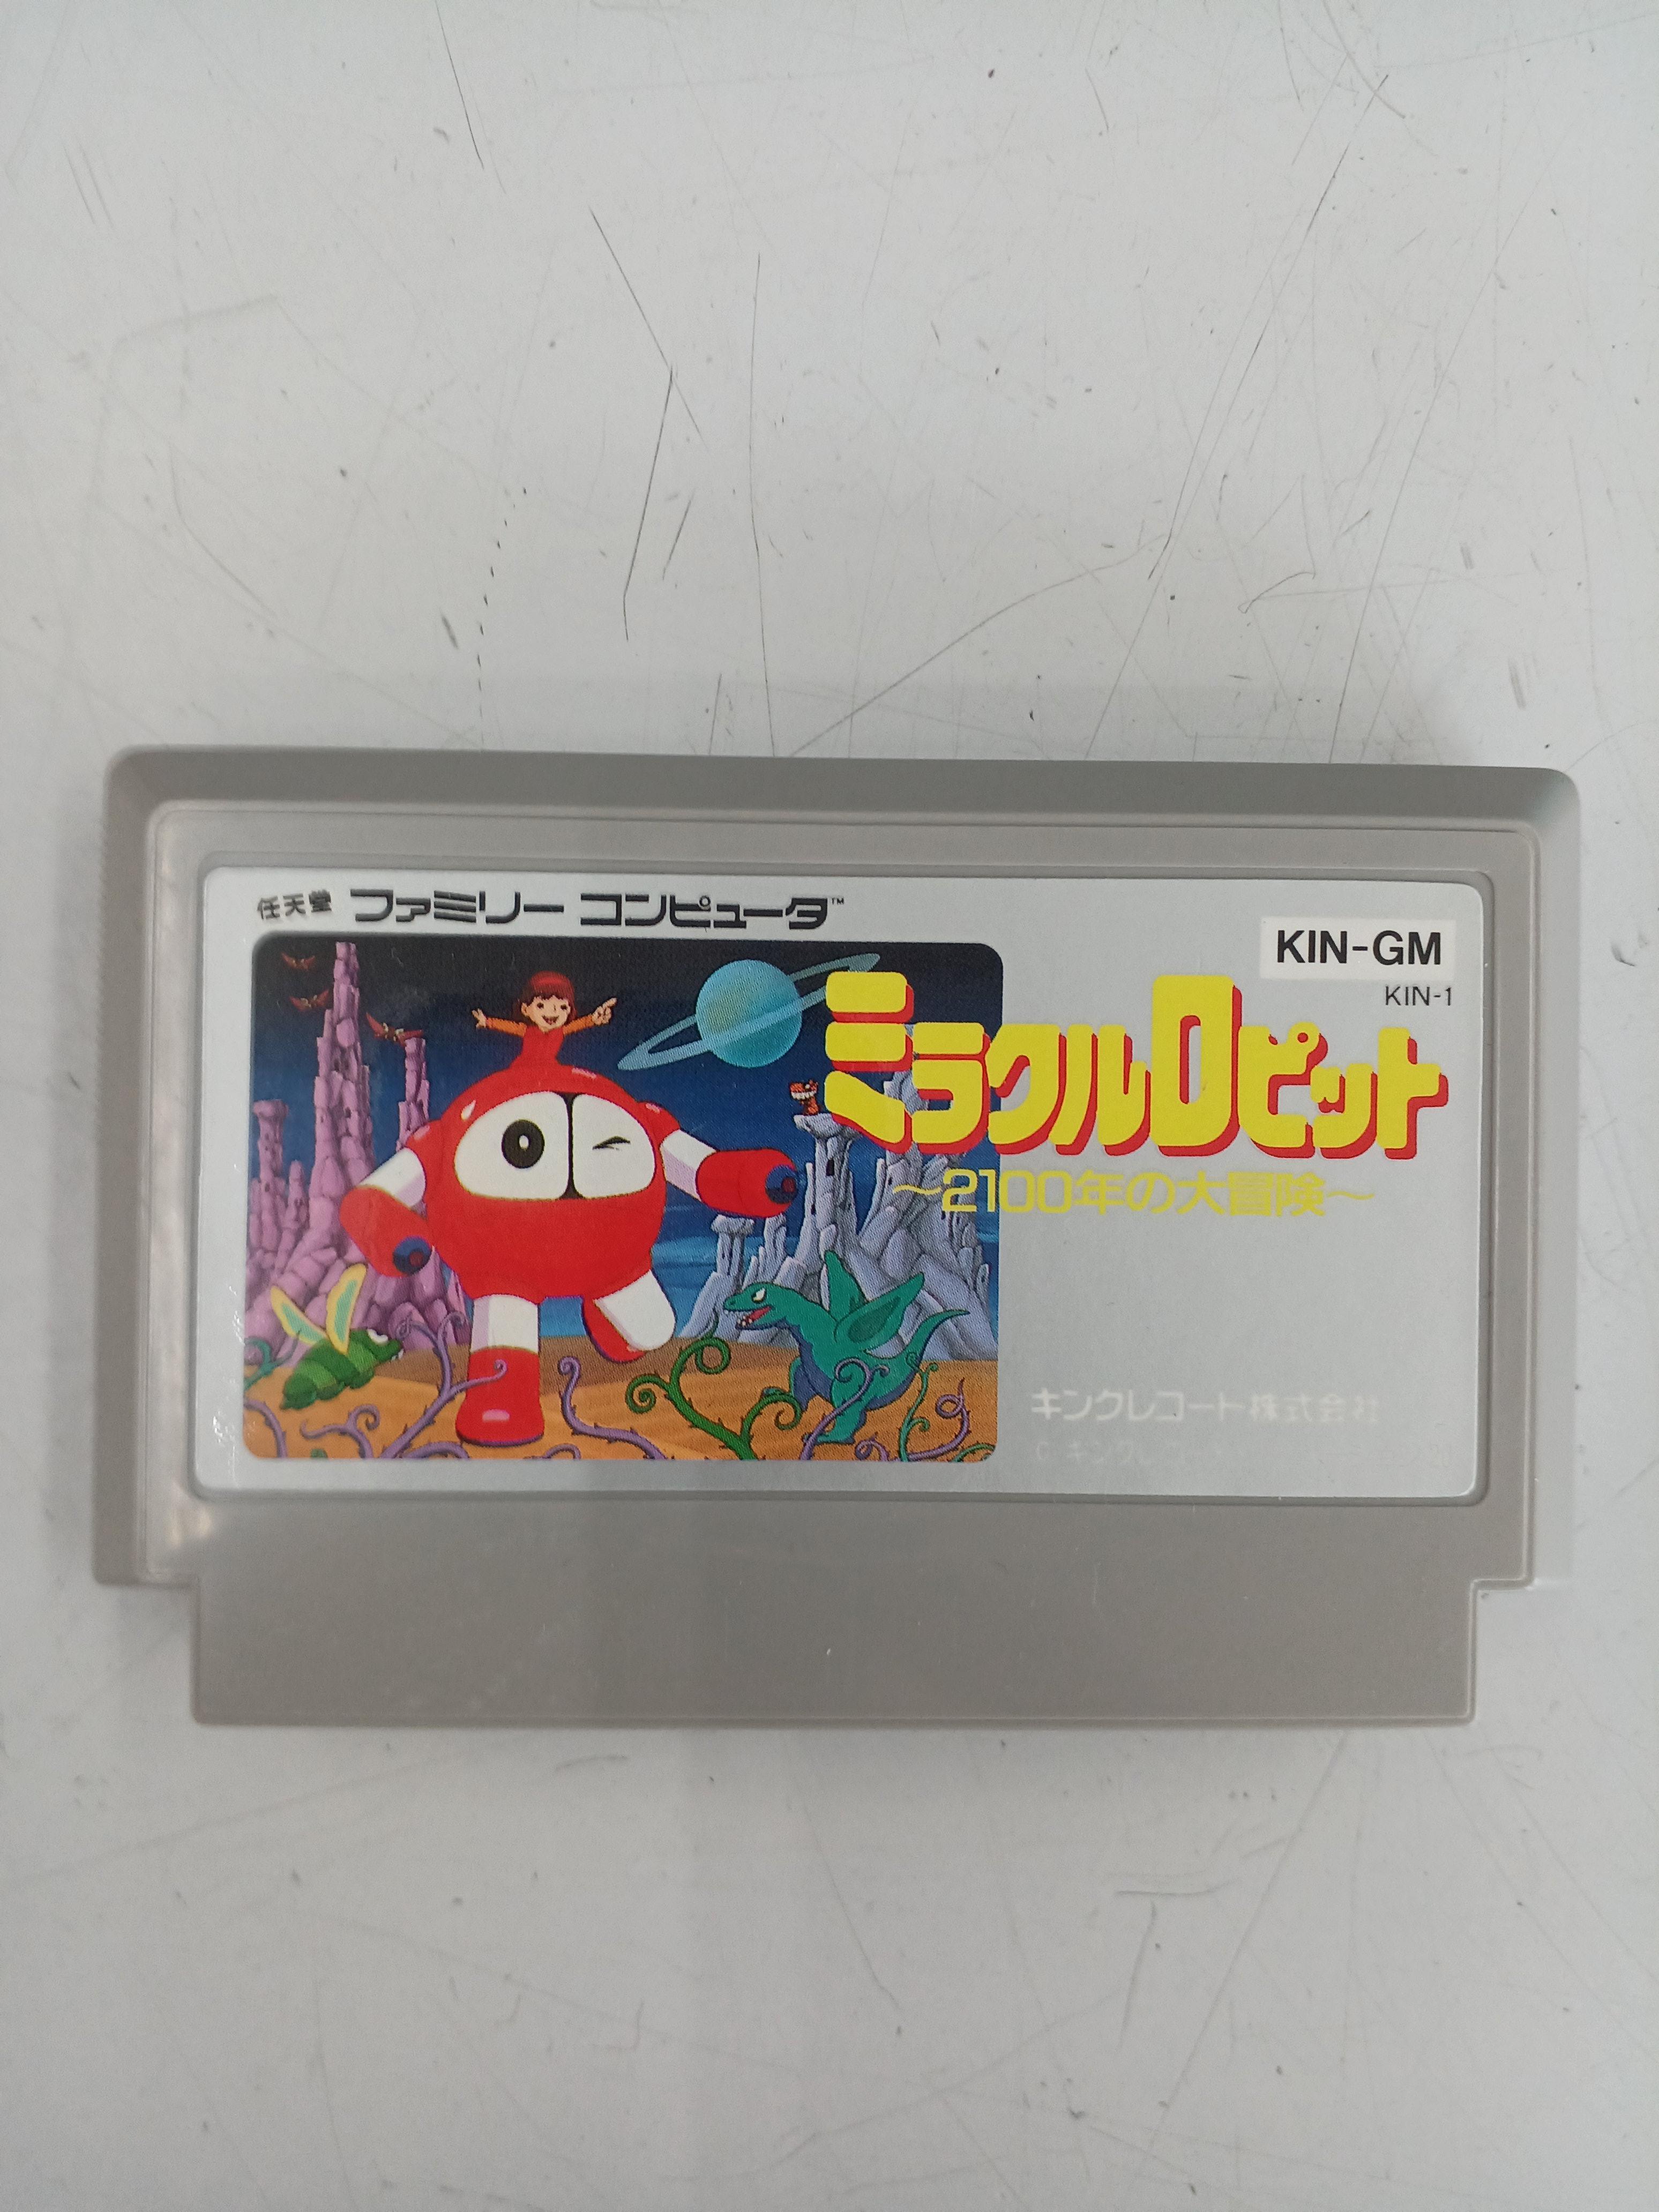 任天堂 ファミリー コンピュータ™
KIN-GM
KIN-1
ミラクルロピット
～2100年の大冒険～
キングレコード株式会社